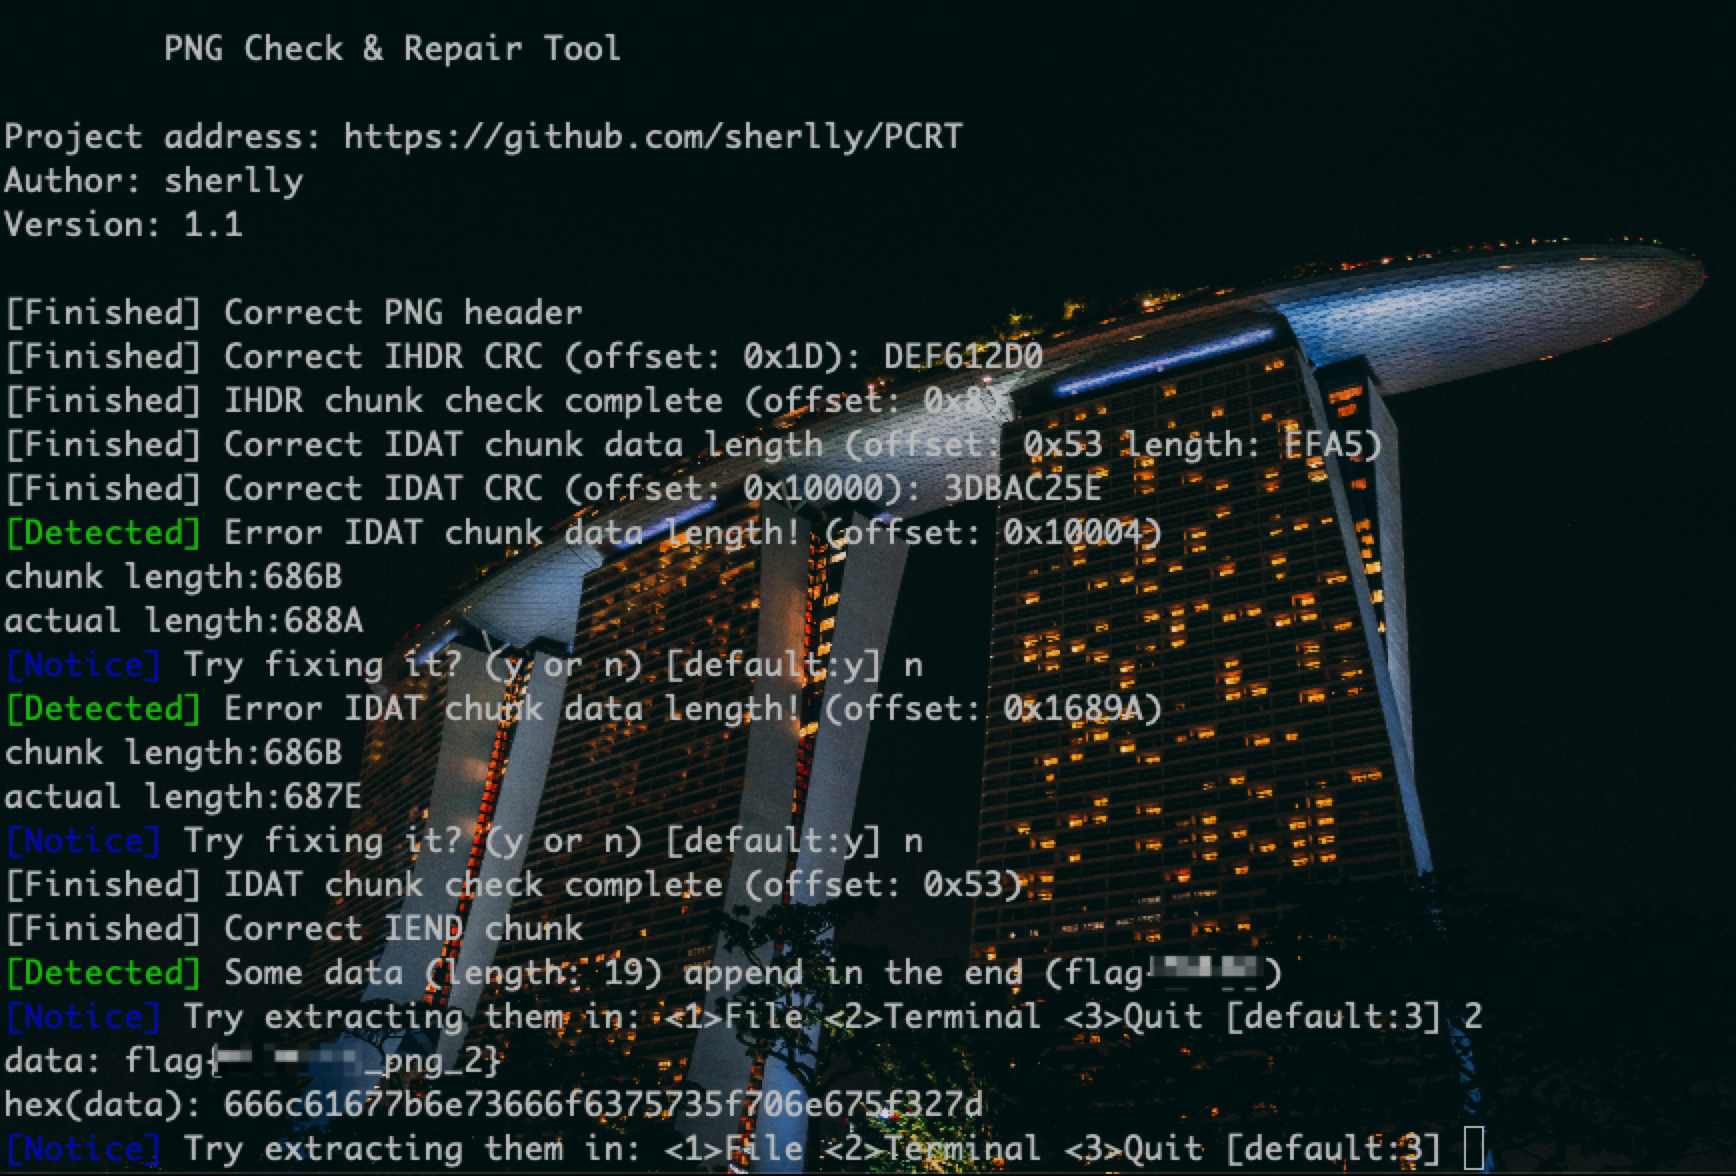 PNG Check & Repair Tool
Project address: https://github.com/sherlly/PCRT
Author: sherlly
Version: 1.1
[Finished] Correct PNG header
[Finished] Correct IHDR CRC (offset: 0x1D): DEF612D0
[Finished] IHDR chunk check complete (offset: 0x8)
[Finished] Correct IDAT chunk data length (offset: 0x53 length: FFA5)
[Finished] Correct IDAT CRC (offset: 0x10000): 3DBAC25E
[Detected] Error IDAT chunk data length! (offset: 0x10004)
chunk length:686B
actual length:688A
[Notice] Try fixing it? (y or n) [default:y] n
[Detected] Error IDAT chunk data length! (offset: 0x1689A)
chunk length:686B
actual length:687E
[Notice] Try fixing it? (y or n) [default:y] n
[Finished] IDAT chunk check complete (offset: 0x53)
[Finished] Correct IEND chunk
[Detected] Some data (length: 19) append in the end (flag)
[Notice] Try extracting them in: <1>File <2>Terminal <3>Quit [default:3] 2
data: flag{_png_2}
hex(data): 666c61677b6e73666f6375735f706e675f327d
[Notice] Try extracting them in: <1>File <2>Terminal <3>Quit [default:3]